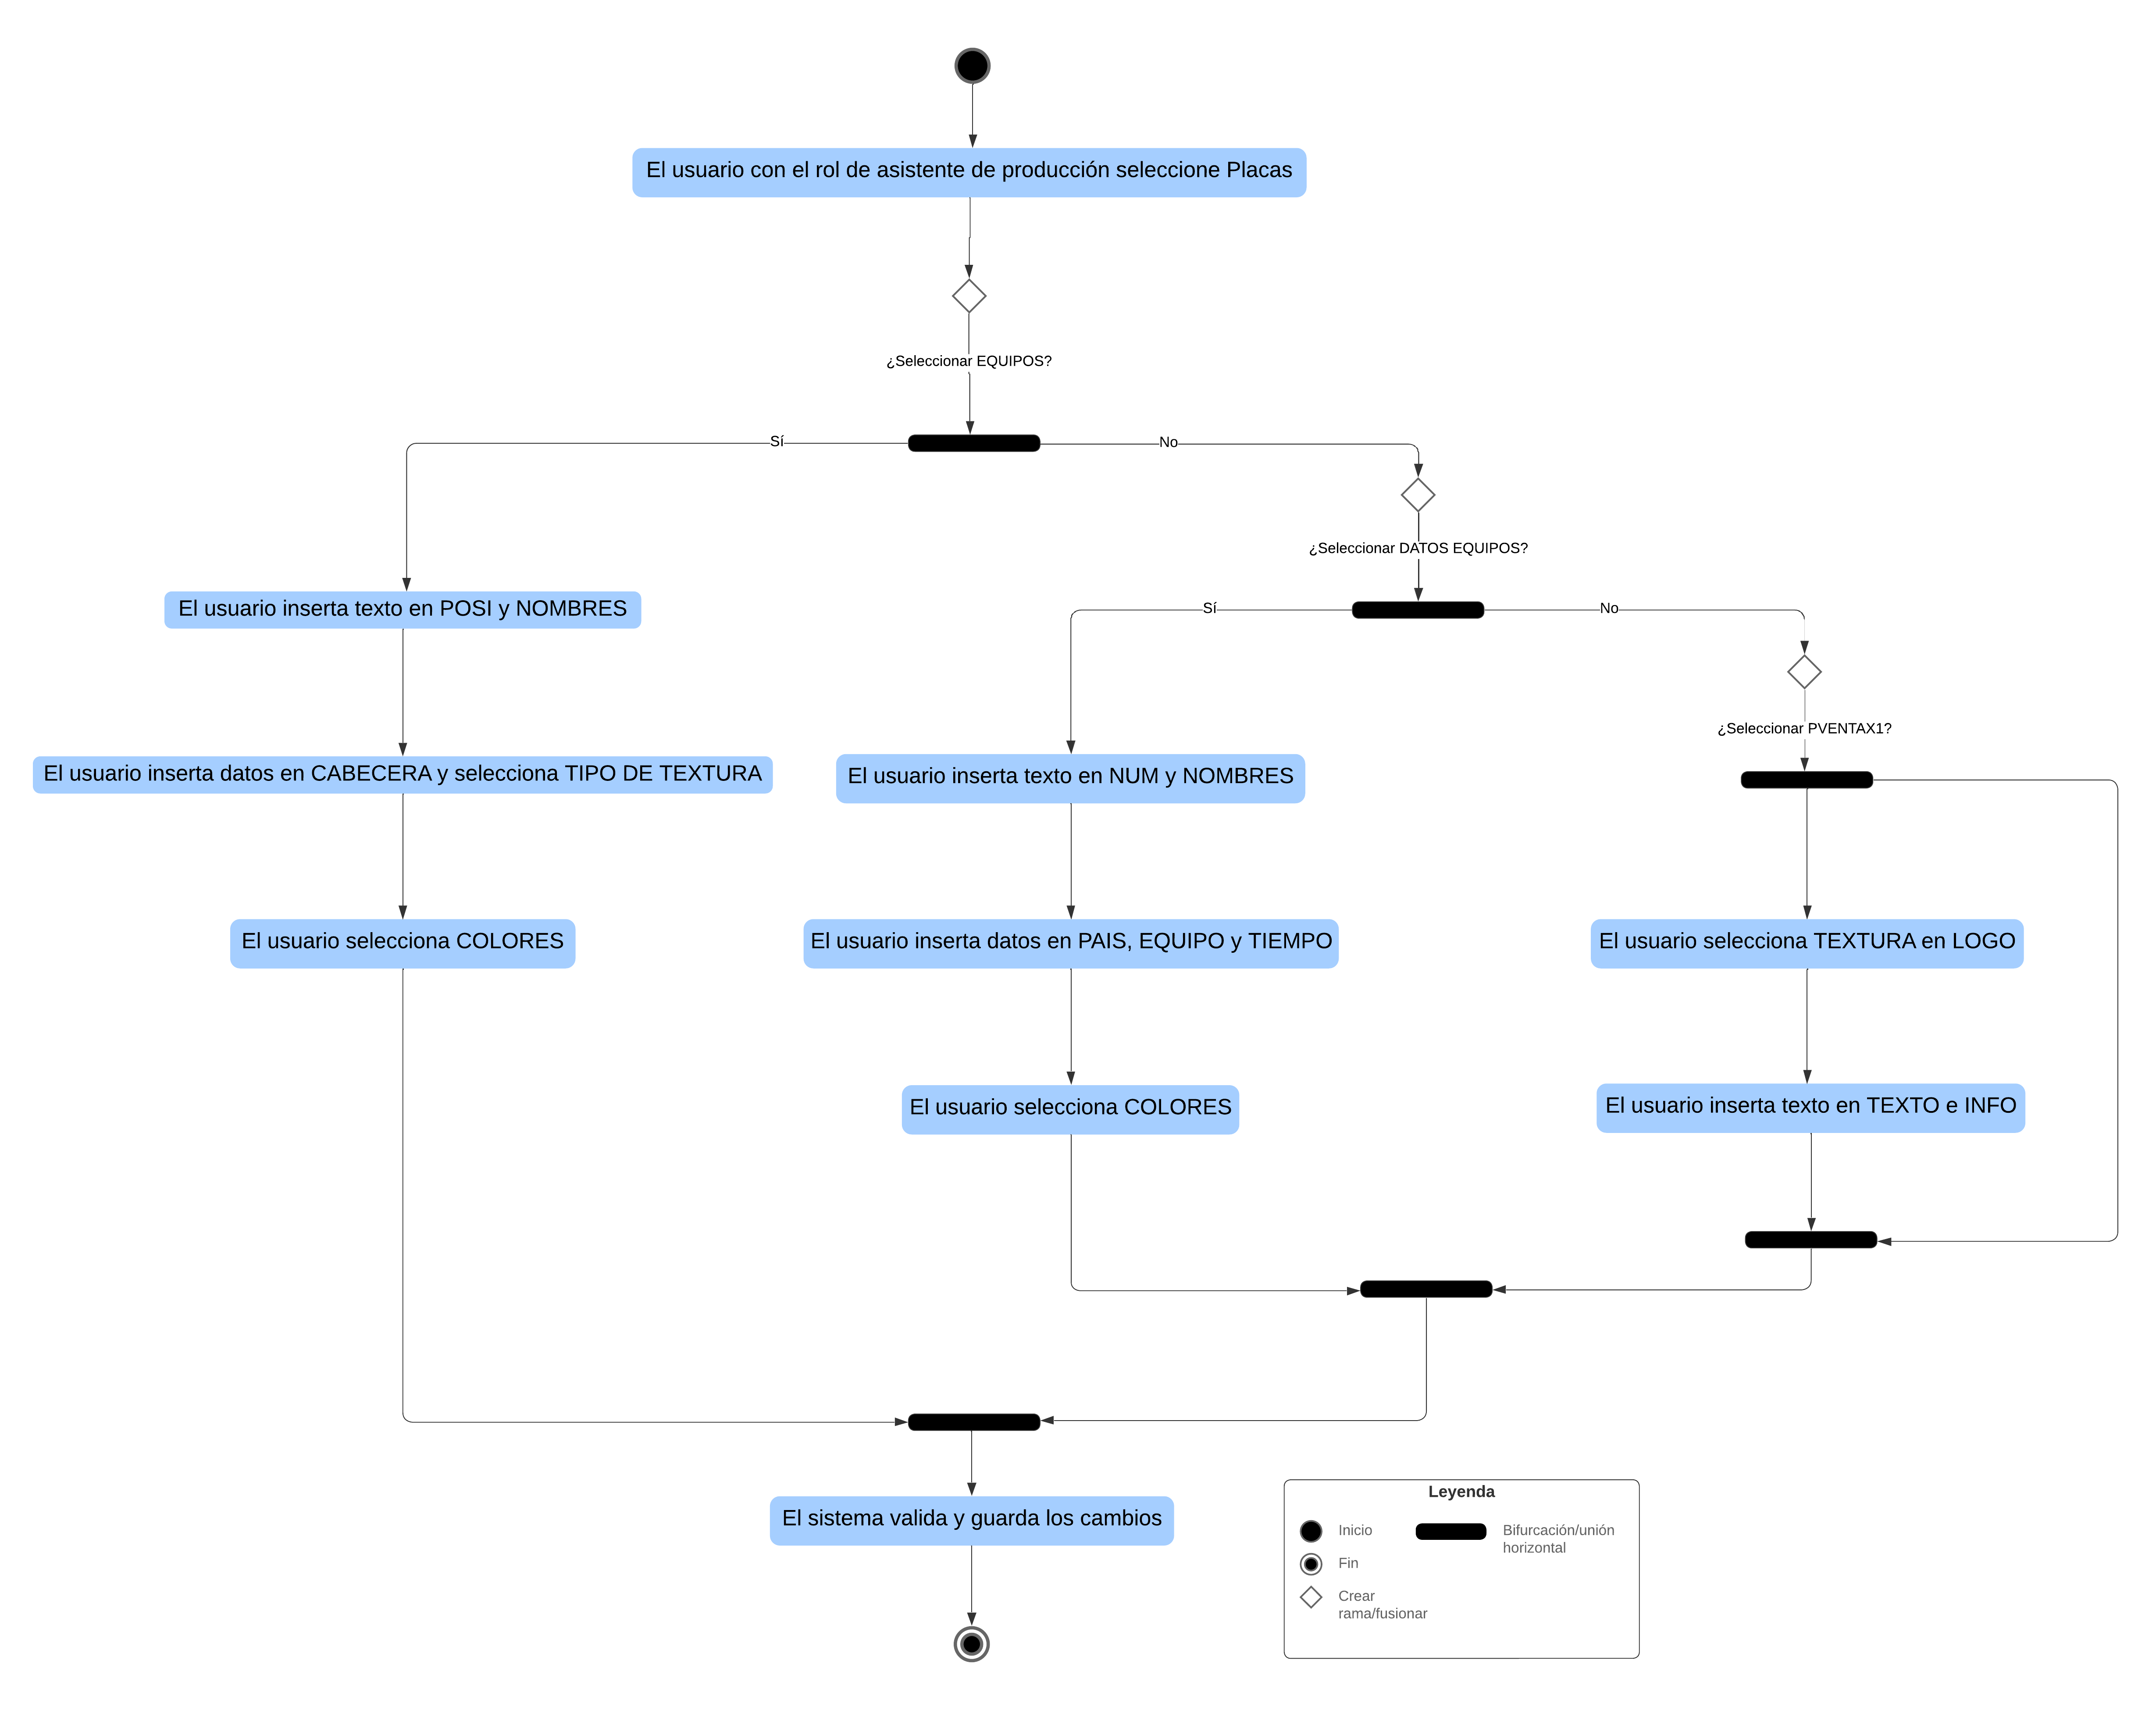 El usuario con el rol de asistente de producción seleccione Placas
¿Seleccionar EQUIPOS?
Sí
No
¿Seleccionar DATOS EQUIPOS?
Sí
No
El usuario inserta texto en POSI y NOMBRES
¿Seleccionar PVENTAX1?
El usuario inserta datos en CABECERA y selecciona TIPO DE TEXTURA
El usuario inserta texto en NUM y NOMBRES
El usuario selecciona COLORES
El usuario inserta datos en PAIS, EQUIPO y TIEMPO
El usuario selecciona TEXTURA en LOGO
El usuario selecciona COLORES
El usuario inserta texto en TEXTO e INFO
El sistema valida y guarda los cambios
Leyenda
Inicio
Bifurcación/unión
horizontal
Fin
Crear
rama/fusionar